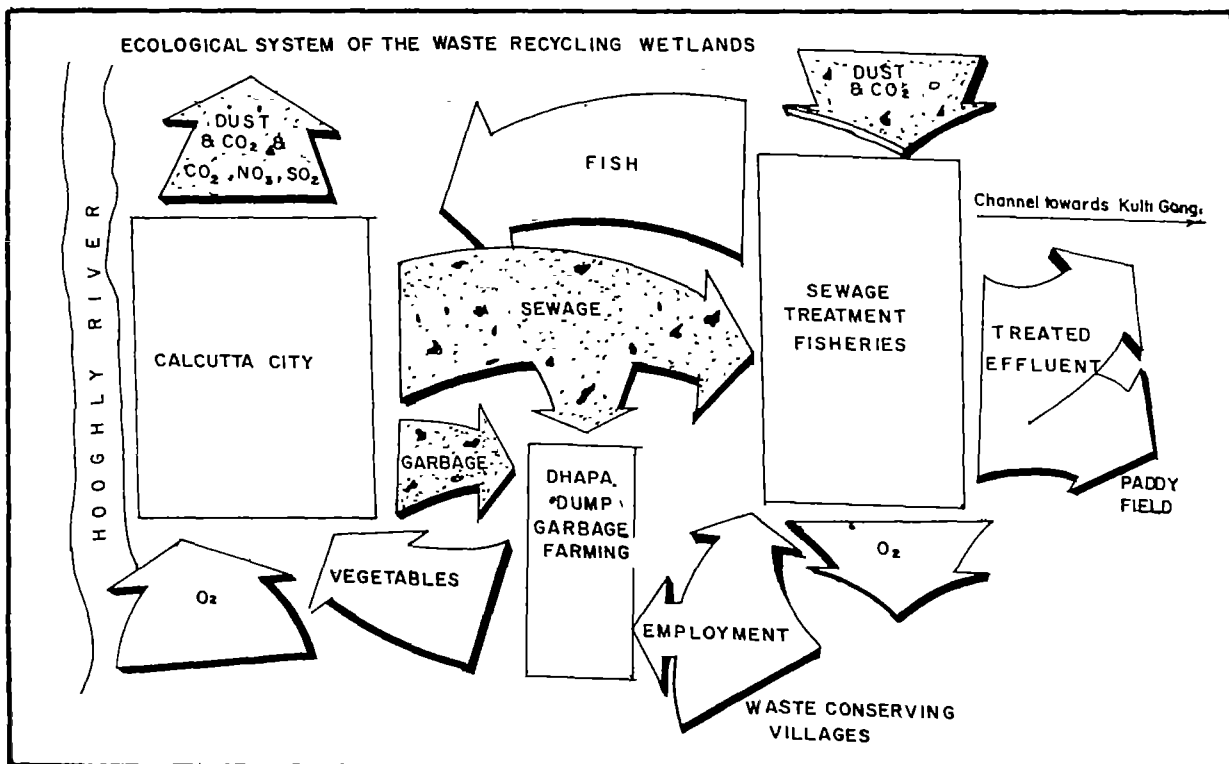 ECOLOGICAL SYSTEM OF THE WASTE RECYCLING WETLANDS
DUST
& CO₂ &
CO₂, NO₃, SO₂
DUST
& CO₂
FISH
Channel towards Kulti Gong.
HOOGHLY RIVER
CALCUTTA CITY
SEWAGE
SEWAGE
TREATMENT
FISHERIES
TREATED
EFFLUENT
GARBAGE
DHAPA
DUMP
GARBAGE
FARMING
PADDY
FIELD
O₂
VEGETABLES
EMPLOYMENT
O₂
WASTE CONSERVING
VILLAGES